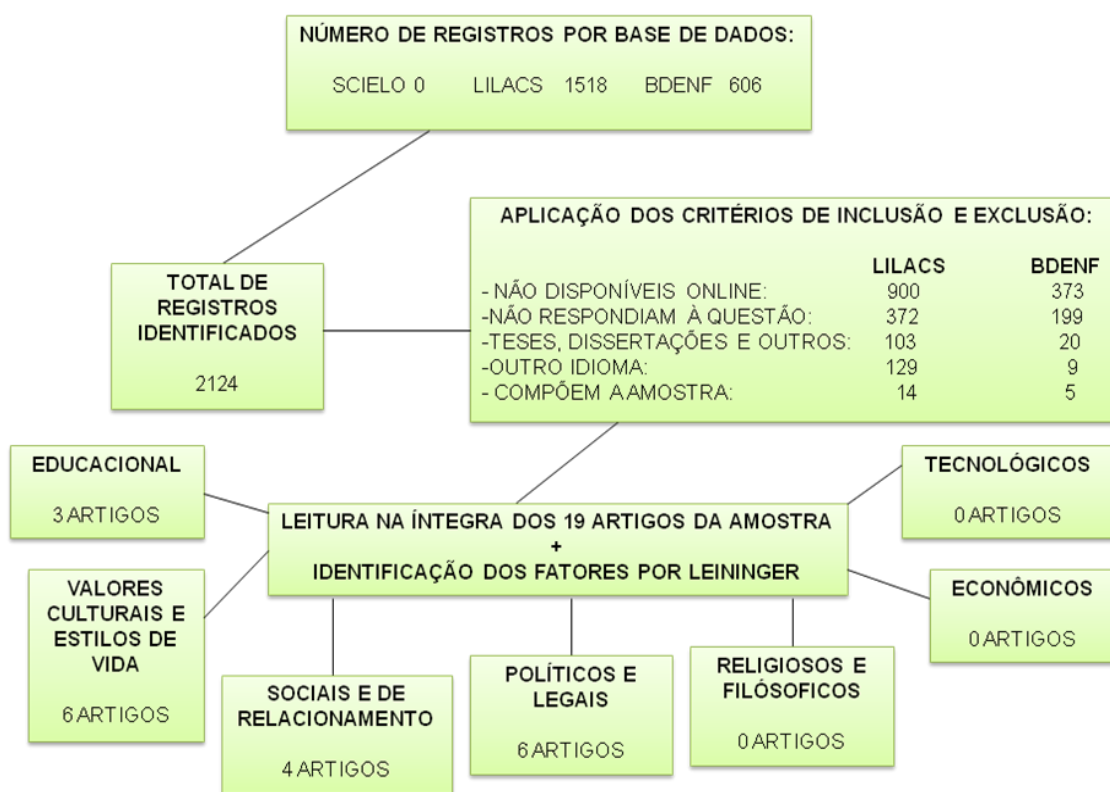 NÚMERO DE REGISTROS POR BASE DE DADOS:
SCIELO 0 LILACS 1518 BDENF 606
TOTAL DE
REGISTROS
IDENTIFICADOS
2124
APLICAÇÃO DOS CRITÉRIOS DE INCLUSÃO E EXCLUSÃO:
LILACS BDENF
- NÃO DISPONÍVEIS ONLINE: 900 373
-NÃO RESPONDIAM À QUESTÃO: 372 199
-TESES, DISSERTAÇÕES E OUTROS: 103 20
-OUTRO IDIOMA: 129 9
- COMPÕEM A AMOSTRA: 14 5
EDUCACIONAL
3 ARTIGOS
LEITURA NA ÍNTEGRA DOS 19 ARTIGOS DA AMOSTRA
+
IDENTIFICAÇÃO DOS FATORES POR LEININGER
TECNOLÓGICOS
0 ARTIGOS
VALORES
CULTURAIS E
ESTILOS DE
VIDA
6 ARTIGOS
SOCIAIS E DE
RELACIONAMENTO
4 ARTIGOS
POLÍTICOS E
LEGAIS
6 ARTIGOS
RELIGIOSOS E
FILÓSOFICOS
0 ARTIGOS
ECONÔMICOS
0 ARTIGOS